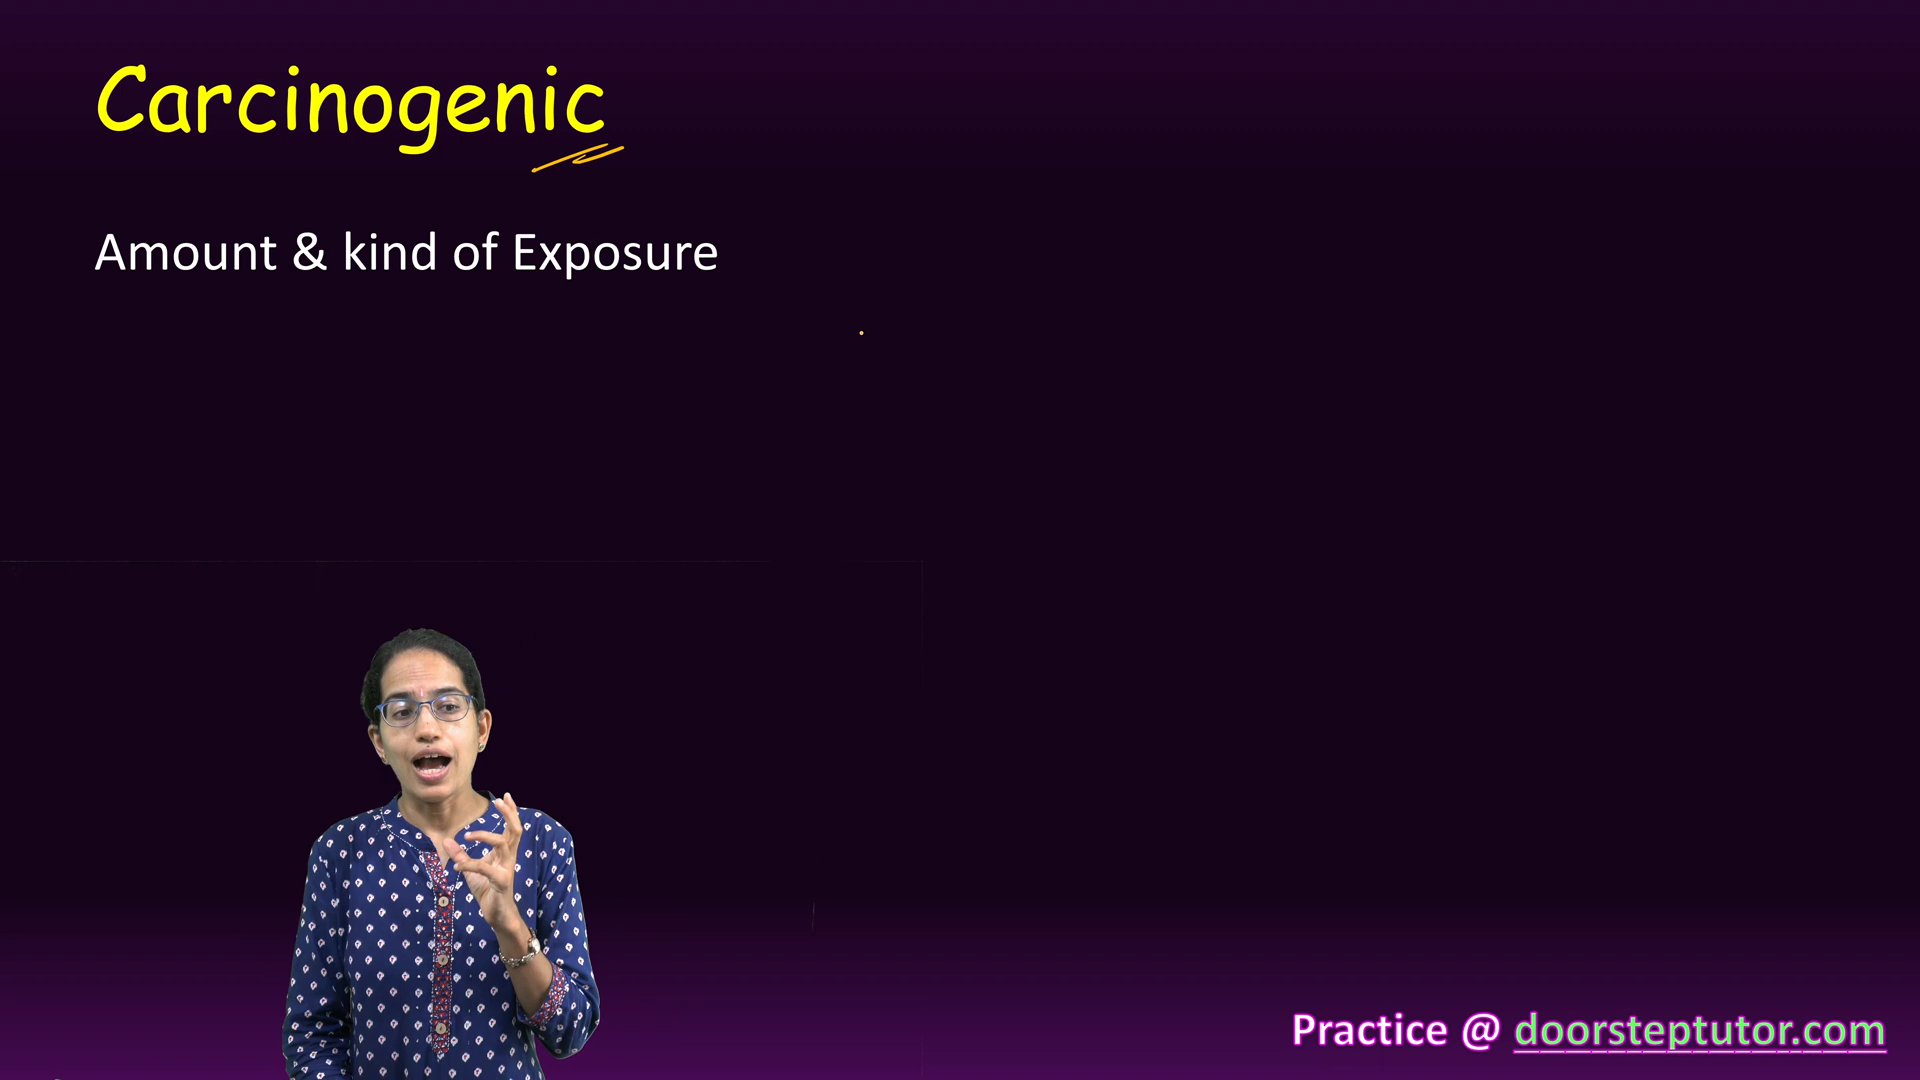 Carcinogenic
Amount & kind of Exposure
Practice @ doorsteptutor.com